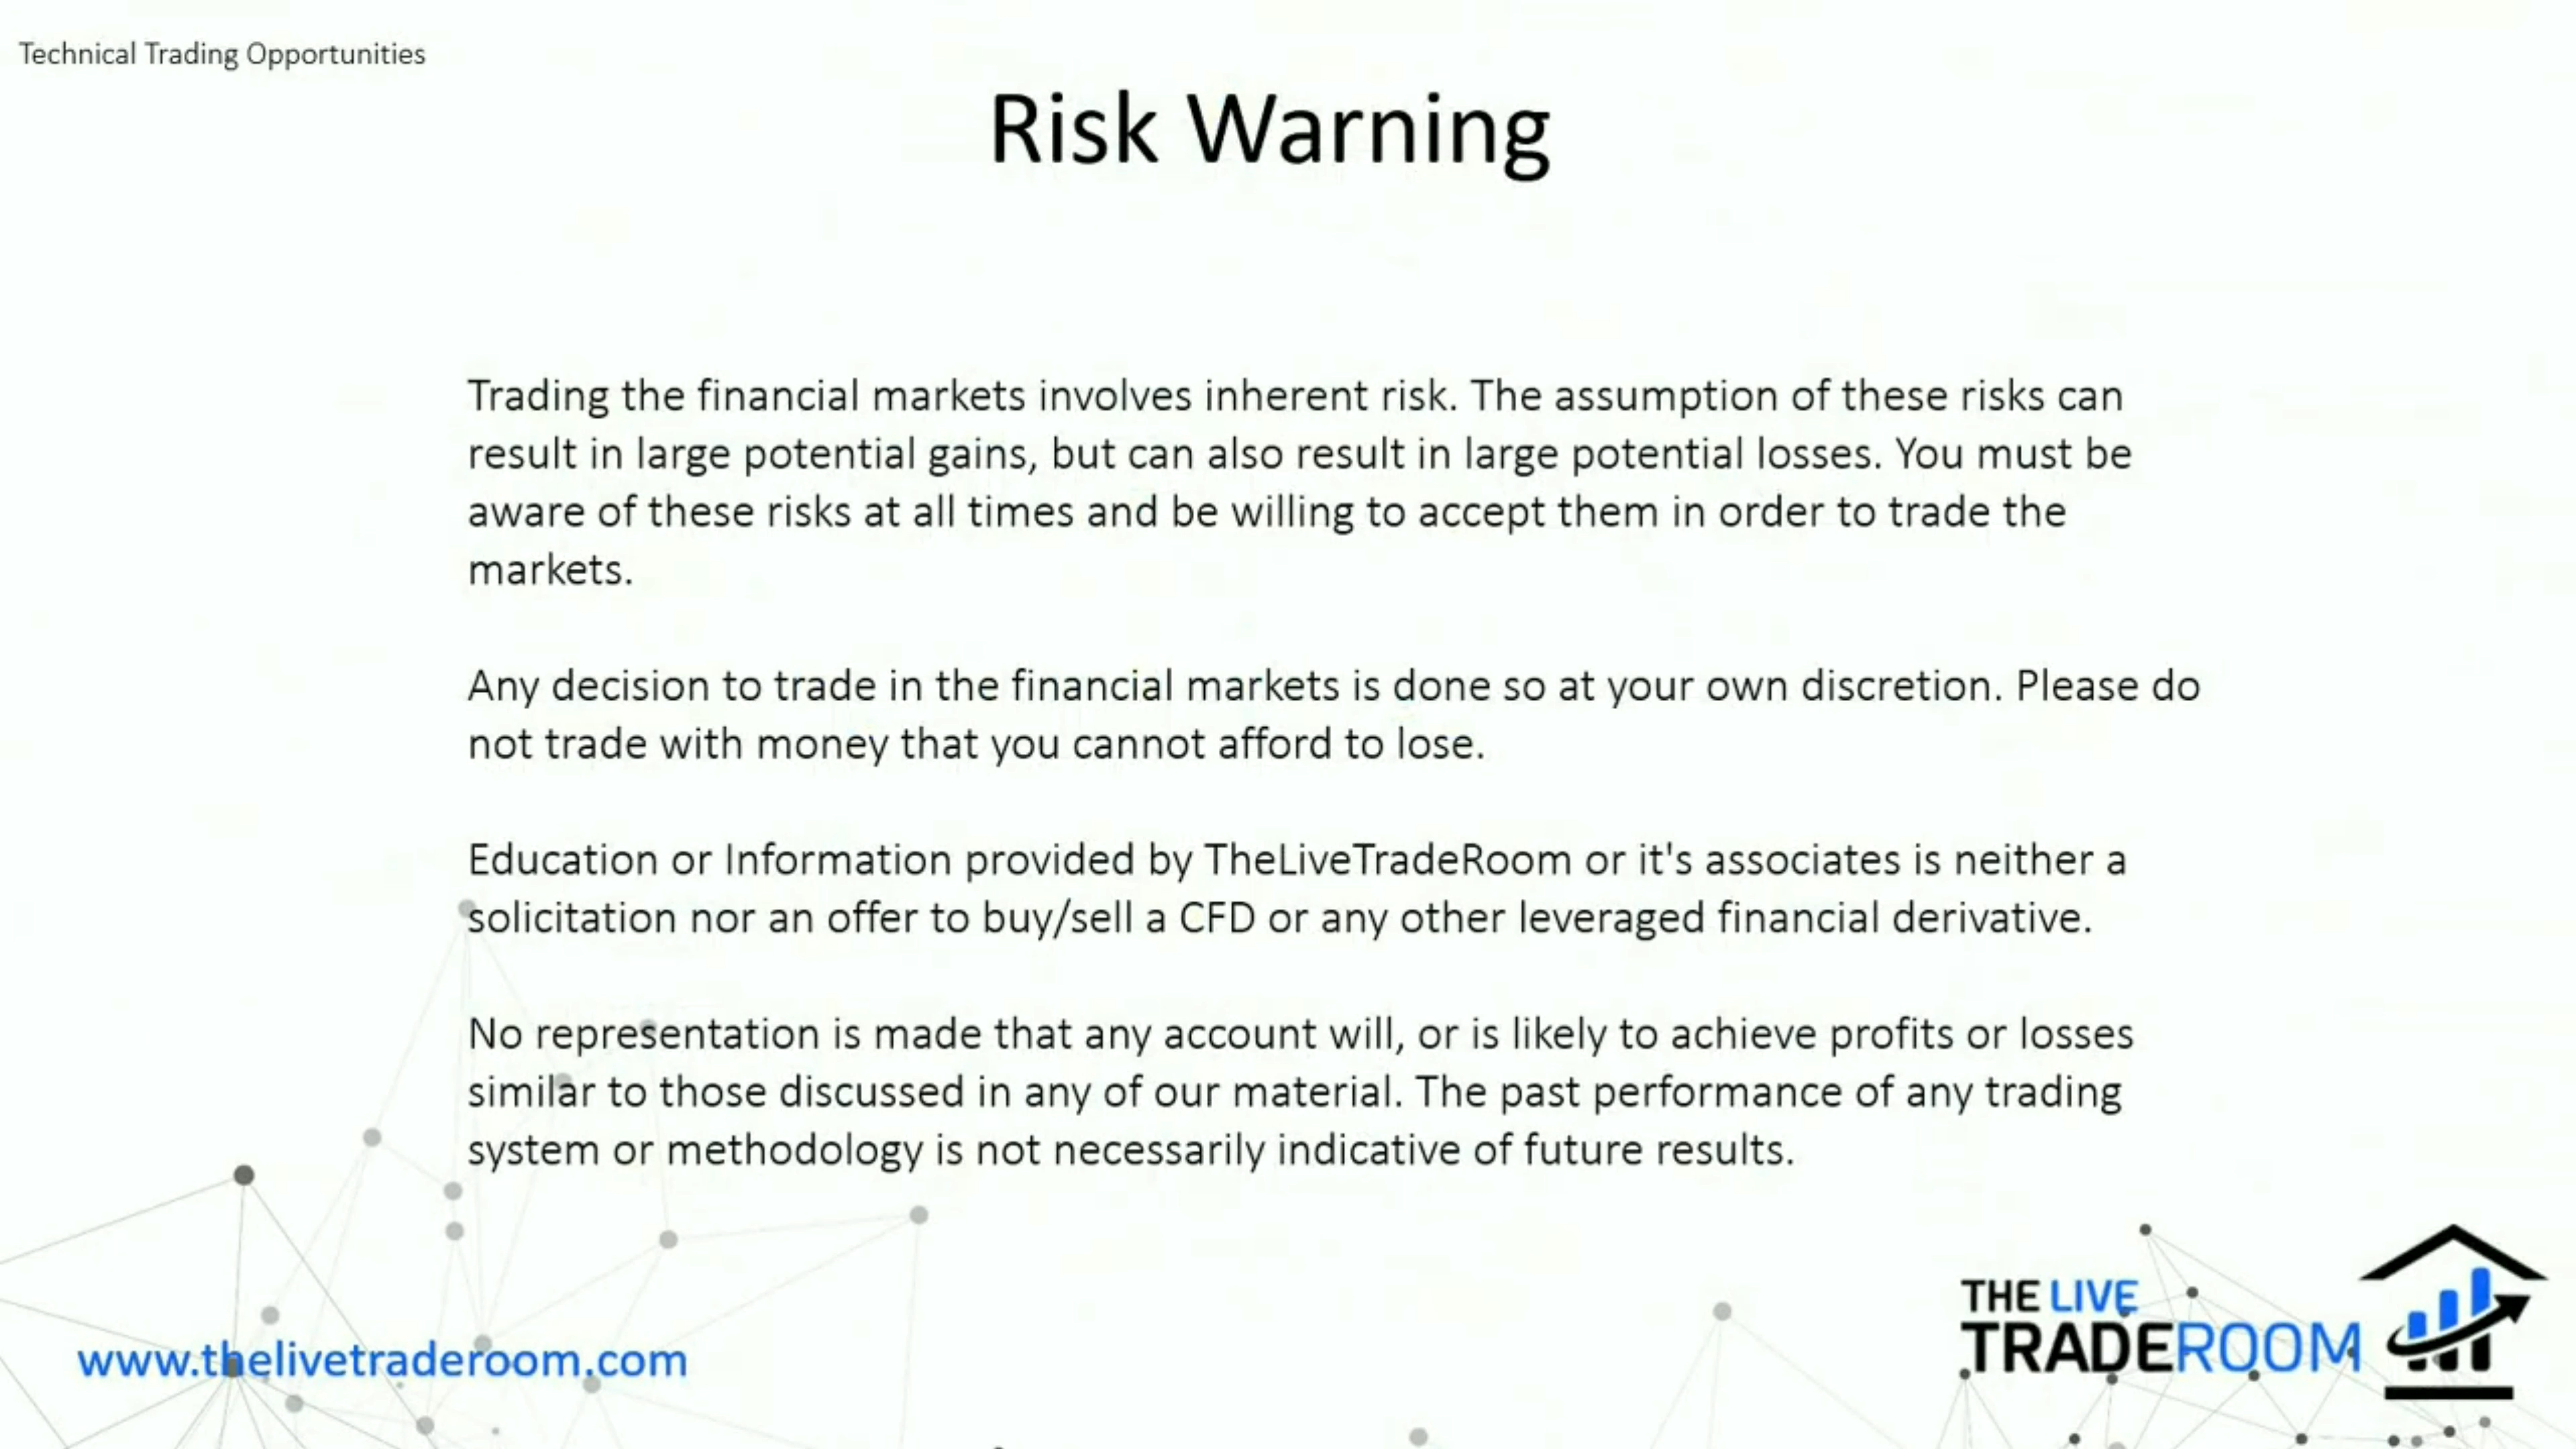 Technical Trading Opportunities
Risk Warning
Trading the financial markets involves inherent risk. The assumption of these risks can
result in large potential gains, but can also result in large potential losses. You must be
aware of these risks at all times and be willing to accept them in order to trade the
markets.
Any decision to trade in the financial markets is done so at your own discretion. Please do
not trade with money that you cannot afford to lose.
Education or Information provided by TheLiveTradeRoom or it's associates is neither a
solicitation nor an offer to buy/sell a CFD or any other leveraged financial derivative.
No representation is made that any account will, or is likely to achieve profits or losses
similar to those discussed in any of our material. The past performance of any trading
system or methodology is not necessarily indicative of future results.
www.thelivetraderoom.com
THE LIVE
TRADEROOM